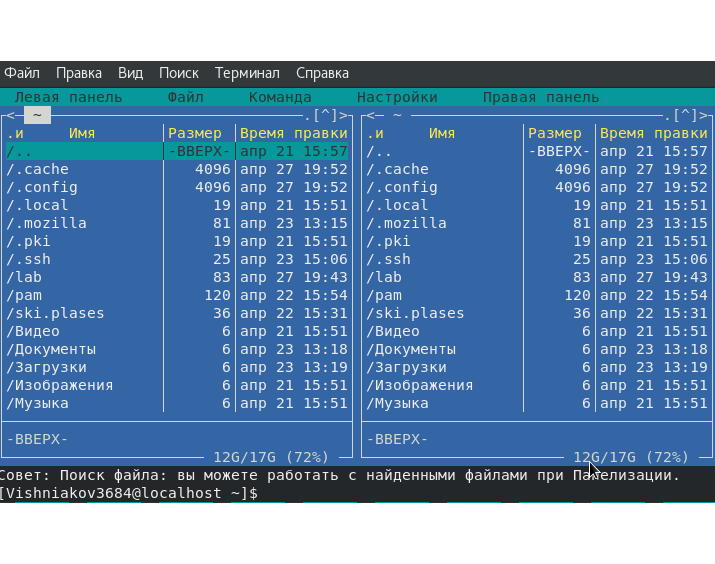 Файл Правка Вид Поиск Терминал Справка
Левая панель Файл Команда Настройки Правая панель
<─ ~ ─.[^]> <─ ~ ─.[^]>
.и Имя Размер Время правки .и Имя Размер Время правки
/.. -ВВЕРХ- апр 21 15:57 /.. -ВВЕРХ- апр 21 15:57
/.cache 4096 апр 27 19:52 /.cache 4096 апр 27 19:52
/.config 4096 апр 27 19:52 /.config 4096 апр 27 19:52
/.local 19 апр 21 15:51 /.local 19 апр 21 15:51
/.mozilla 81 апр 23 13:15 /.mozilla 81 апр 23 13:15
/.pki 19 апр 21 15:51 /.pki 19 апр 21 15:51
/.ssh 25 апр 23 15:06 /.ssh 25 апр 23 15:06
/lab 83 апр 27 19:43 /lab 83 апр 27 19:43
/pam 120 апр 22 15:54 /pam 120 апр 22 15:54
/ski.plases 36 апр 22 15:31 /ski.plases 36 апр 22 15:31
/Видео 6 апр 21 15:51 /Видео 6 апр 21 15:51
/Документы 6 апр 23 13:18 /Документы 6 апр 23 13:18
/Загрузки 6 апр 23 13:19 /Загрузки 6 апр 23 13:19
/Изображения 6 апр 21 15:51 /Изображения 6 апр 21 15:51
/Музыка 6 апр 21 15:51 /Музыка 6 апр 21 15:51
-ВВЕРХ- -ВВЕРХ-
12G/17G (72%) 12G/17G (72%)
Совет: Поиск файла: вы можете работать с найденными файлами при Панелизации.
[Vishniakov3684@localhost ~]$